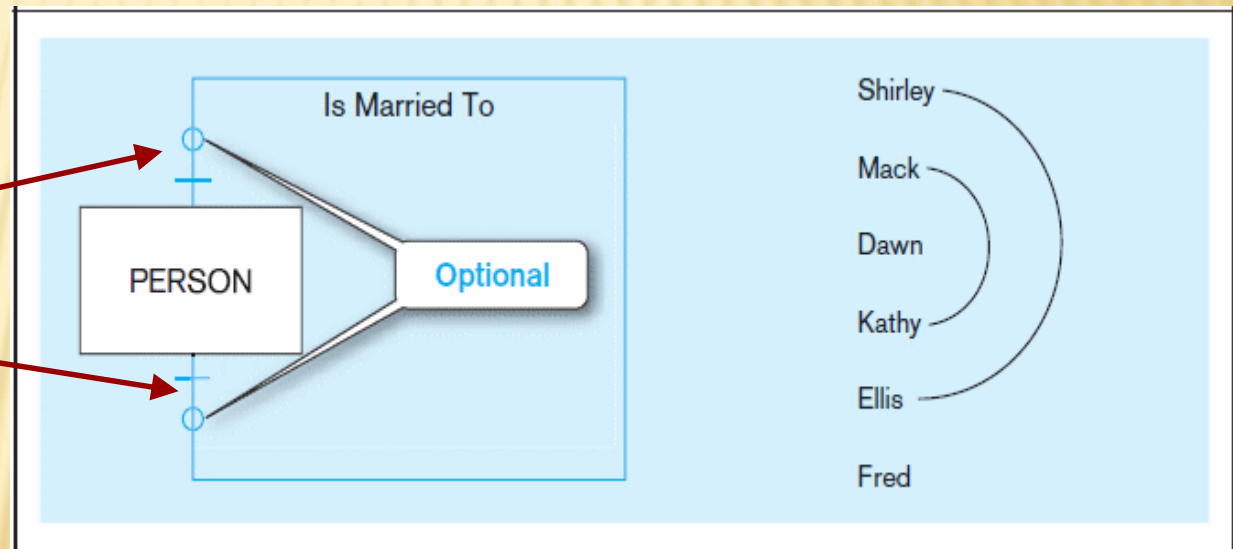 Is Married To
PERSON
Optional
Shirley
Mack
Dawn
Kathy
Ellis
Fred